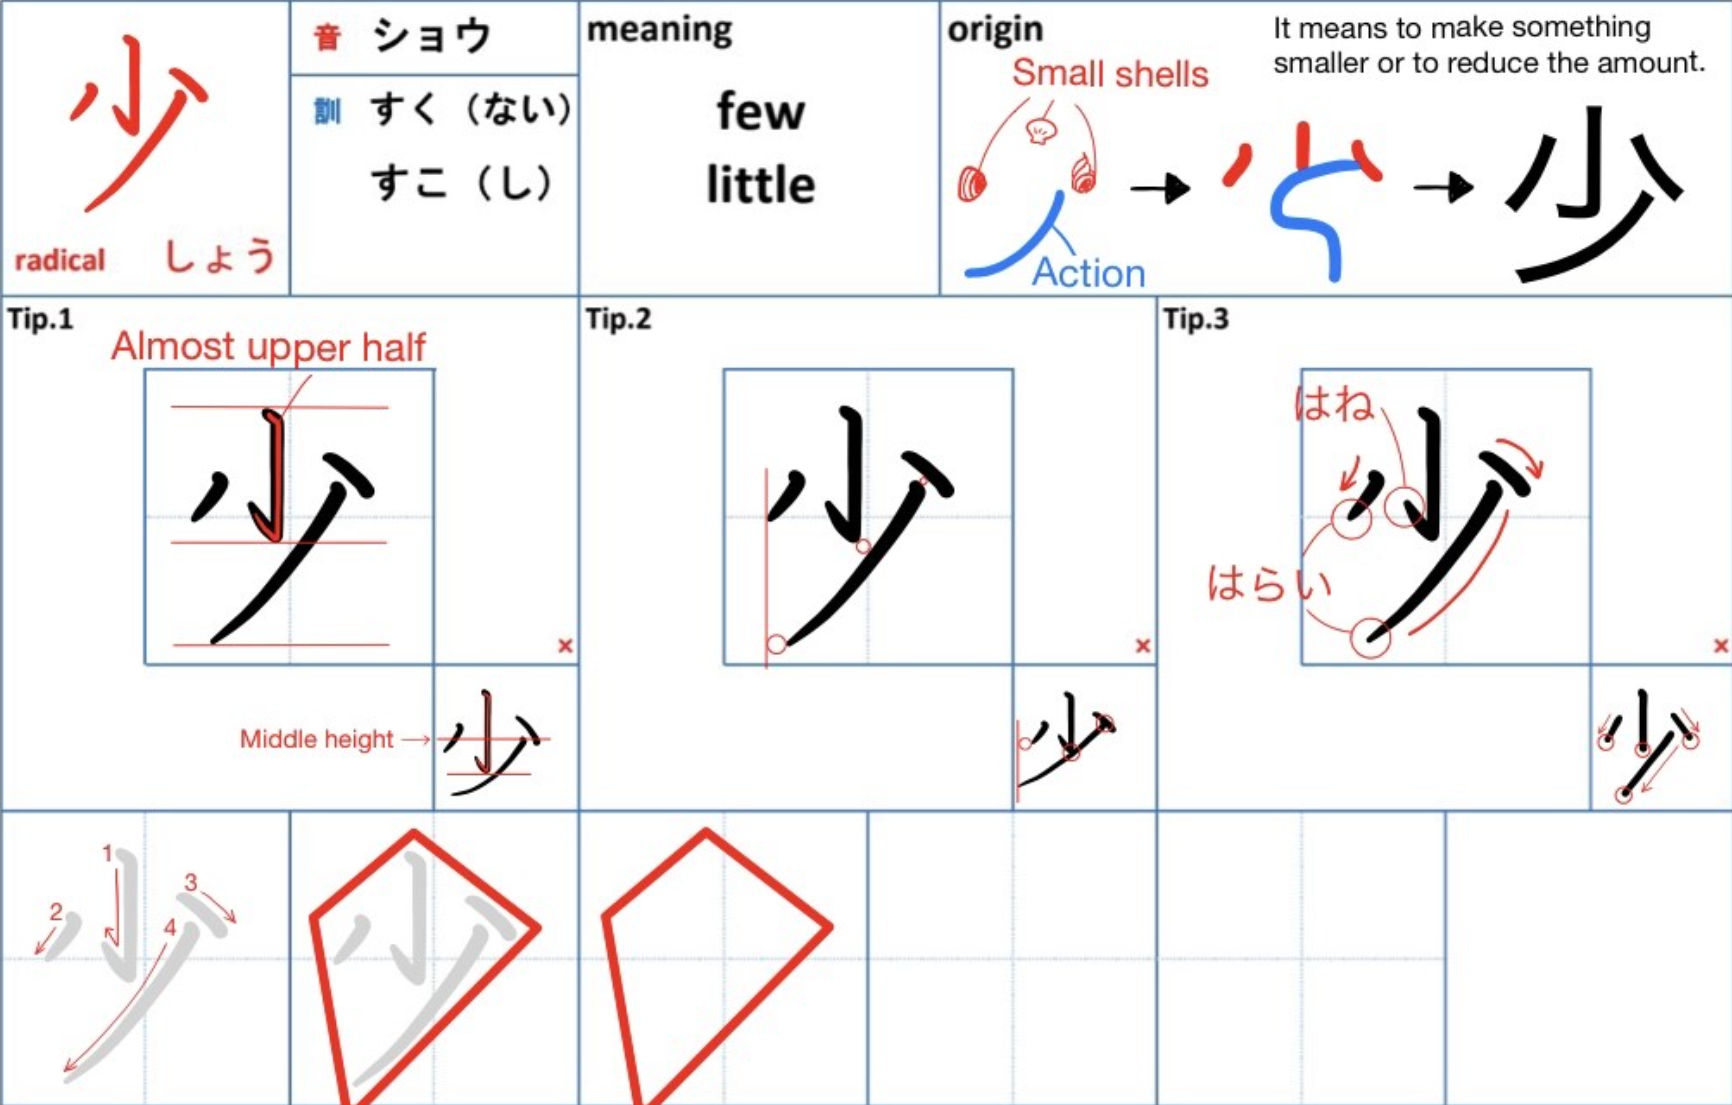 少
radical しょう
音 ショウ
訓 すく（ない）
すこ（し）
meaning
few
little
origin
It means to make something
smaller or to reduce the amount.
Small shells
Action
少
Tip.1
Almost upper half
少
×
Middle height
少
Tip.2
少
×
少
Tip.3
はね
少
はらい
×
少
1
2
3
4
少
少